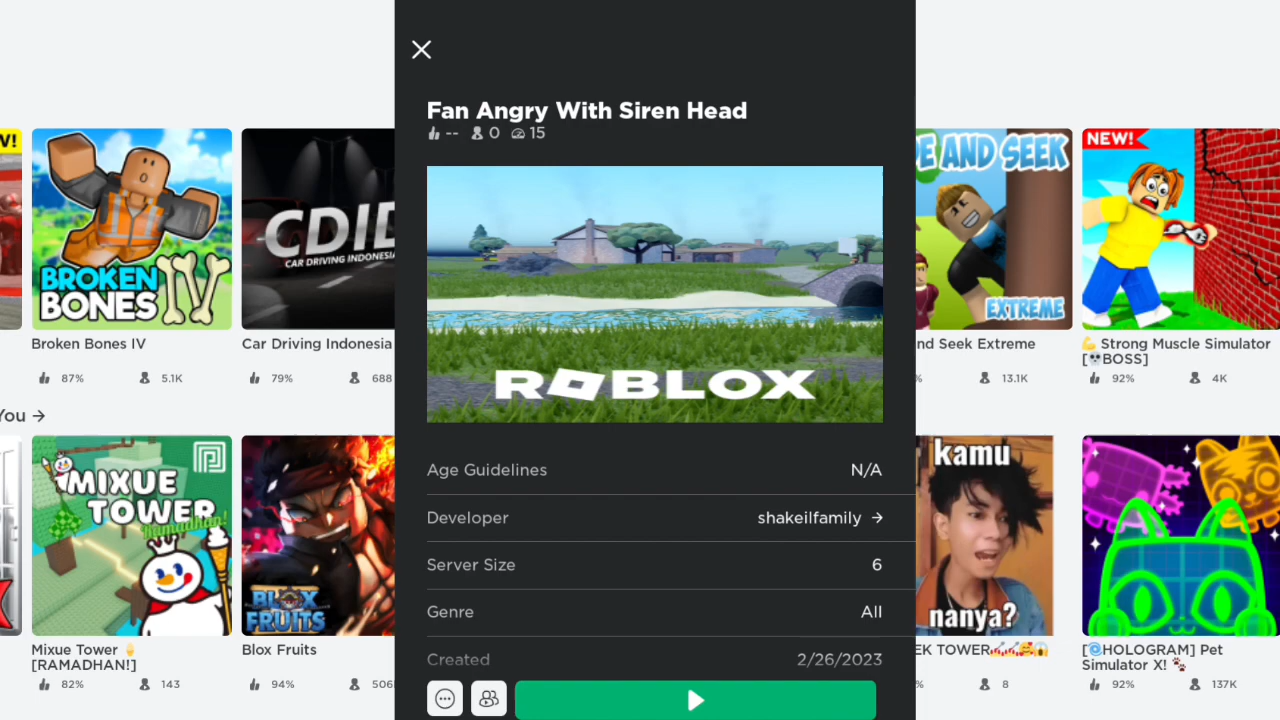 Fan Angry With Siren Head
-- 0 15
ROBLOX
Age Guidelines N/A
Developer shakeilfamily →
Server Size 6
Genre All
Created 2/26/2023
BROKEN
BONES IV
Broken Bones IV
87% 5.1K
CDID
CAR DRIVING INDONESIA
Car Driving Indonesia
79% 688
AND SEEK
EXTREME
nd Seek Extreme
% 13.1K
NEW!
💪 Strong Muscle Simulator
[💀BOSS]
92% 4K
You →
MIXUE
TOWER
Ramadhan!
Mixue Tower 🍦
[RAMADHAN!]
82% 143
BLOX
FRUITS
Blox Fruits
94% 506
kamu
nanya?
EK TOWER
% 8
[🌀HOLOGRAM] Pet
Simulator X! 🐾
92% 137K